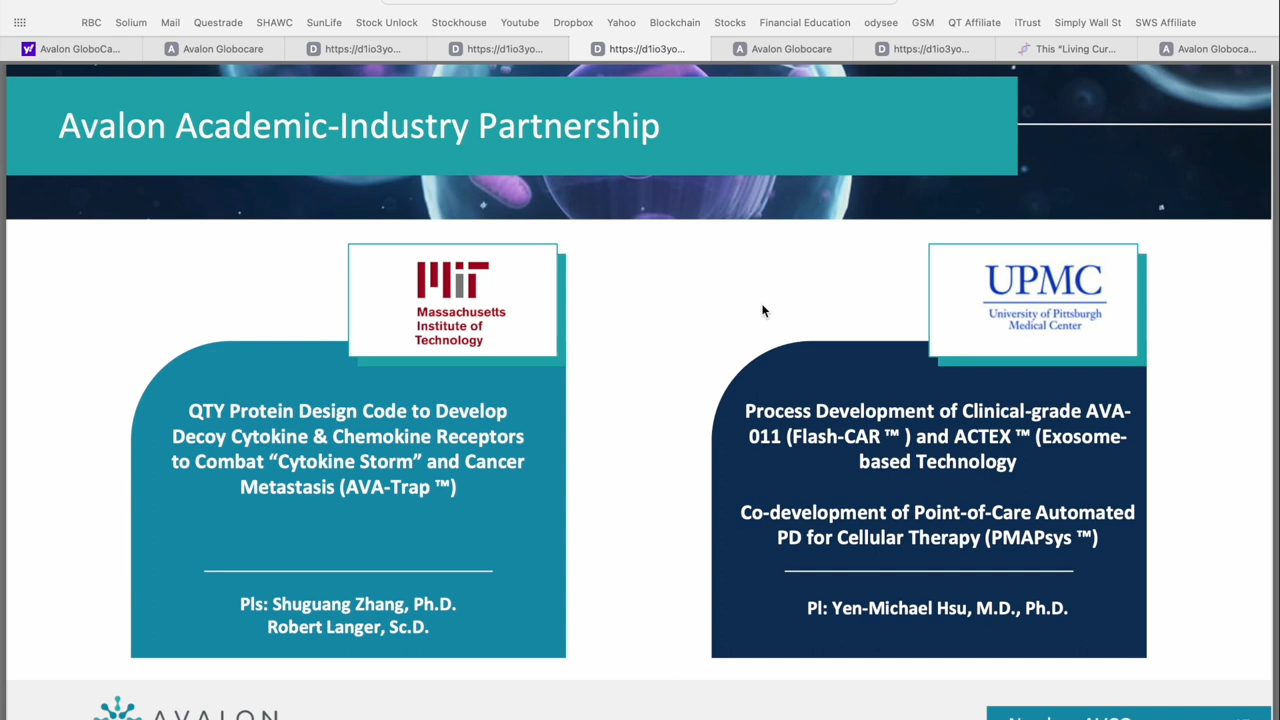 RBC Solium Mail Questrade SHAWC SunLife Stock Unlock Stockhouse Youtube Dropbox Yahoo Blockchain Stocks Financial Education odysee GSM QT Affiliate iTrust Simply Wall St SWS Affiliate
Avalon GloboCa... A Avalon Globocare D https://d1io3yo... D https://d1io3yo... D https://d1io3yo... A Avalon Globocare D https://d1io3yo... This “Living Cur... A Avalon Globoca...
Avalon Academic-Industry Partnership
MIT
Massachusetts
Institute of
Technology
QTY Protein Design Code to Develop
Decoy Cytokine & Chemokine Receptors
to Combat “Cytokine Storm” and Cancer
Metastasis (AVA-Trap ™)
PIs: Shuguang Zhang, Ph.D.
Robert Langer, Sc.D.
UPMC
University of Pittsburgh
Medical Center
Process Development of Clinical-grade AVA-
011 (Flash-CAR ™ ) and ACTEX ™ (Exosome-
based Technology
Co-development of Point-of-Care Automated
PD for Cellular Therapy (PMAPsys ™)
PI: Yen-Michael Hsu, M.D., Ph.D.
AVALON